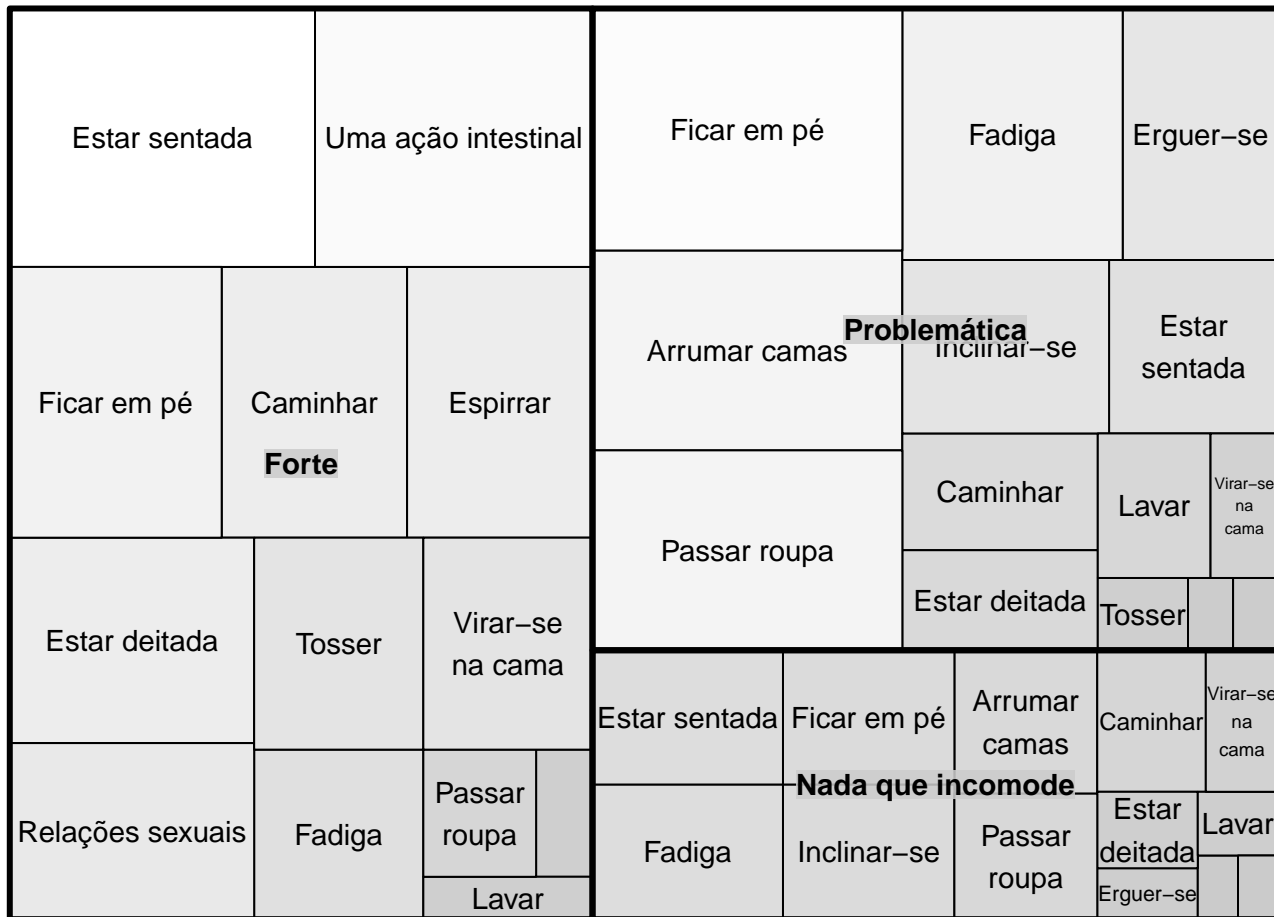 Estar sentada
Uma ação intestinal
Ficar em pé
Caminhar
Espirrar
Forte
Estar deitada
Tosser
Virar−se
na cama
Relações sexuais
Fadiga
Passar
roupa
Lavar
Ficar em pé
Fadiga
Erguer−se
Arrumar camas
Problemática
Inclinar−se
Estar
sentada
Passar roupa
Caminhar
Lavar
Virar−se
na
cama
Estar deitada
Tosser
Estar sentada
Ficar em pé
Arrumar
camas
Caminhar
Virar−se
na
cama
Nada que incomode
Fadiga
Inclinar−se
Passar
roupa
Estar
deitada
Lavar
Erguer−se